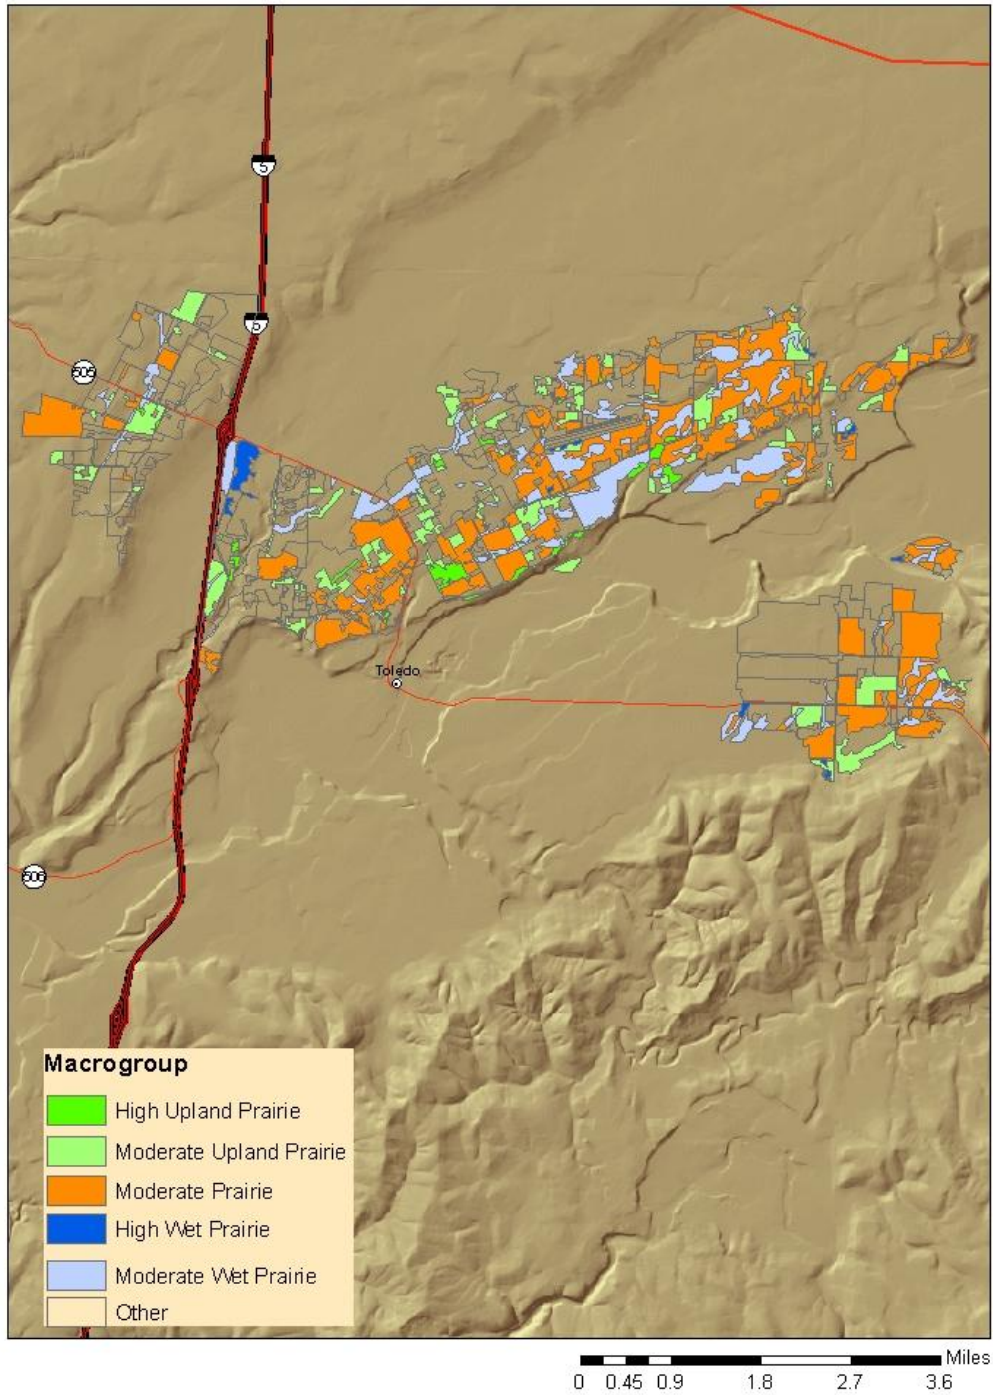 5
5
505
Toledo
506
Macrogroup
High Upland Prairie
Moderate Upland Prairie
Moderate Prairie
High Wet Prairie
Moderate Wet Prairie
Other
Miles
0 0.45 0.9 1.8 2.7 3.6